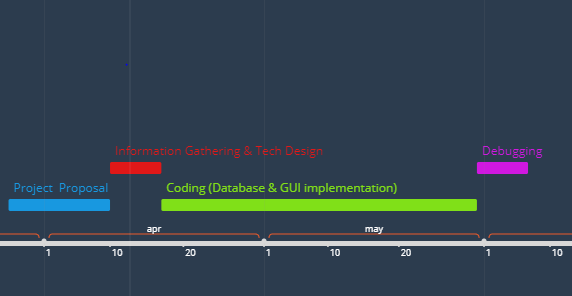 Information Gathering & Tech Design
Debugging
Project Proposal
Coding (Database & GUI implementation)
apr
may
1
10
20
1
10
20
1
10